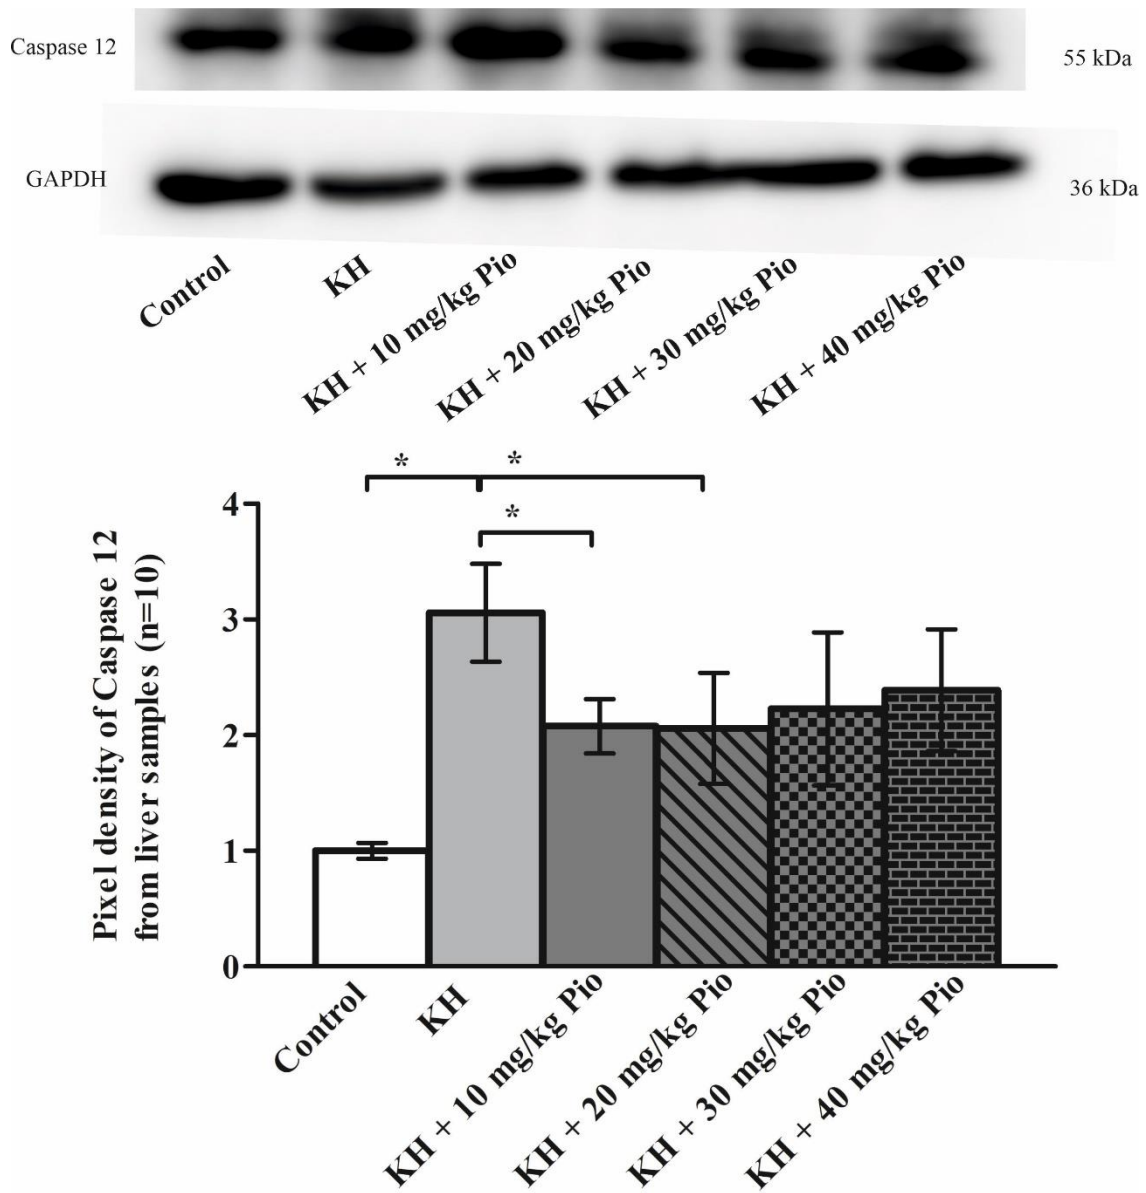 Caspase 12
55 kDa
GAPDH
36 kDa
Control
KH
KH + 10 mg/kg Pio
KH + 20 mg/kg Pio
KH + 30 mg/kg Pio
KH + 40 mg/kg Pio
* *
*
Pixel density of Caspase 12
from liver samples (n=10)
4
3
2
1
0
Control
KH
KH + 10 mg/kg Pio
KH + 20 mg/kg Pio
KH + 30 mg/kg Pio
KH + 40 mg/kg Pio